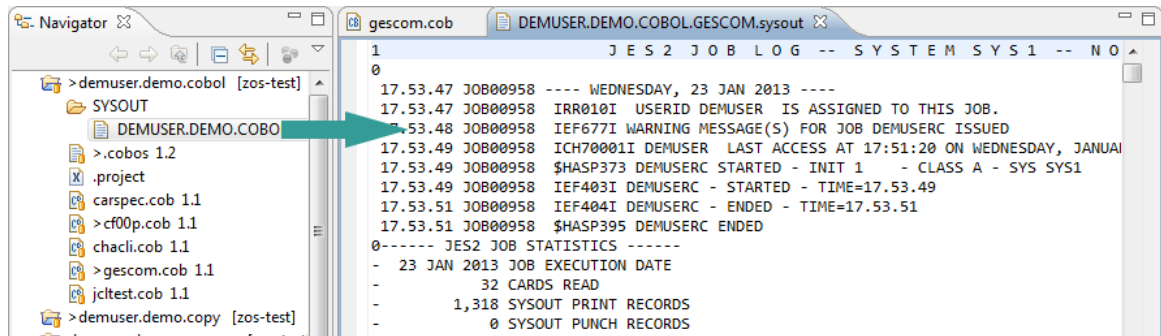 Navigator
>demuser.demo.cobol [zos-test]
SYSOUT
DEMUSER.DEMO.COBO
>.cobos 1.2
.project
carspec.cob 1.1
>cf00p.cob 1.1
chacli.cob 1.1
>gescom.cob 1.1
jcltest.cob 1.1
>demuser.demo.copy [zos-test]
gescom.cob
DEMUSER.DEMO.COBOL.GESCOM.sysout
1 J E S 2 J O B L O G -- S Y S T E M S Y S 1 -- N O
0
17.53.47 JOB00958 ---- WEDNESDAY, 23 JAN 2013 ----
17.53.47 JOB00958 IRR010I USERID DEMUSER IS ASSIGNED TO THIS JOB.
7.53.48 JOB00958 IEF677I WARNING MESSAGE(S) FOR JOB DEMUSERC ISSUED
17.53.49 JOB00958 ICH70001I DEMUSER LAST ACCESS AT 17:51:20 ON WEDNESDAY, JANUA
17.53.49 JOB00958 $HASP373 DEMUSERC STARTED - INIT 1 - CLASS A - SYS SYS1
17.53.49 JOB00958 IEF403I DEMUSERC - STARTED - TIME=17.53.49
17.53.51 JOB00958 IEF404I DEMUSERC - ENDED - TIME=17.53.51
17.53.51 JOB00958 $HASP395 DEMUSERC ENDED
0------ JES2 JOB STATISTICS ------
- 23 JAN 2013 JOB EXECUTION DATE
- 32 CARDS READ
- 1,318 SYSOUT PRINT RECORDS
- 0 SYSOUT PUNCH RECORDS